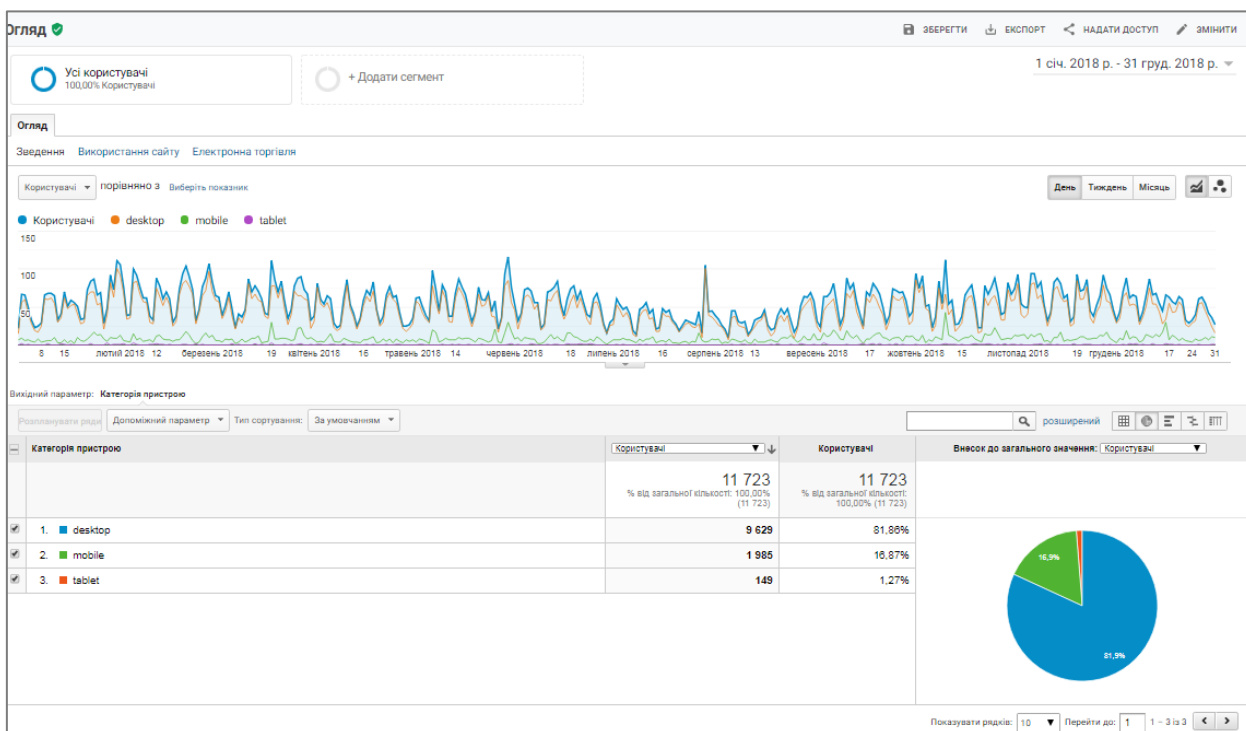 Огляд
ЗБЕРЕГТИ ЕКСПОРТ НАДАТИ ДОСТУП ЗМІНИТИ
Усі користувачі
100,00% Користувачі
+ Додати сегмент
1 січ. 2018 р. - 31 груд. 2018 р.
Огляд
Зведення Використання сайту Електронна торгівля
Користувачі порівняно з Виберіть показник
День Тиждень Місяць
Користувачі desktop mobile tablet
150
100
50
8 15 лютий 2018 12 березень 2018 19 квітень 2018 16 травень 2018 14 червень 2018 18 липень 2018 16 серпень 2018 13 вересень 2018 17 жовтень 2018 15 листопад 2018 19 грудень 2018 17 24 31
Вихідний параметр: Категорія пристрою
Розпланувати ряди Допоміжний параметр Тип сортування: За умовчанням
розширений
Категорія пристрою Користувачі Користувачі Внесок до загального значення: Користувачі
11 723 11 723
% від загальної кількості: 100,00% % від загальної кількості:
(11 723) 100,00% (11 723)
1. desktop 9 629 81,86%
2. mobile 1 985 16,87%
3. tablet 149 1,27%
16,9%
81,9%
Показувати рядків: 10 Перейти до: 1 1 - 3 із 3